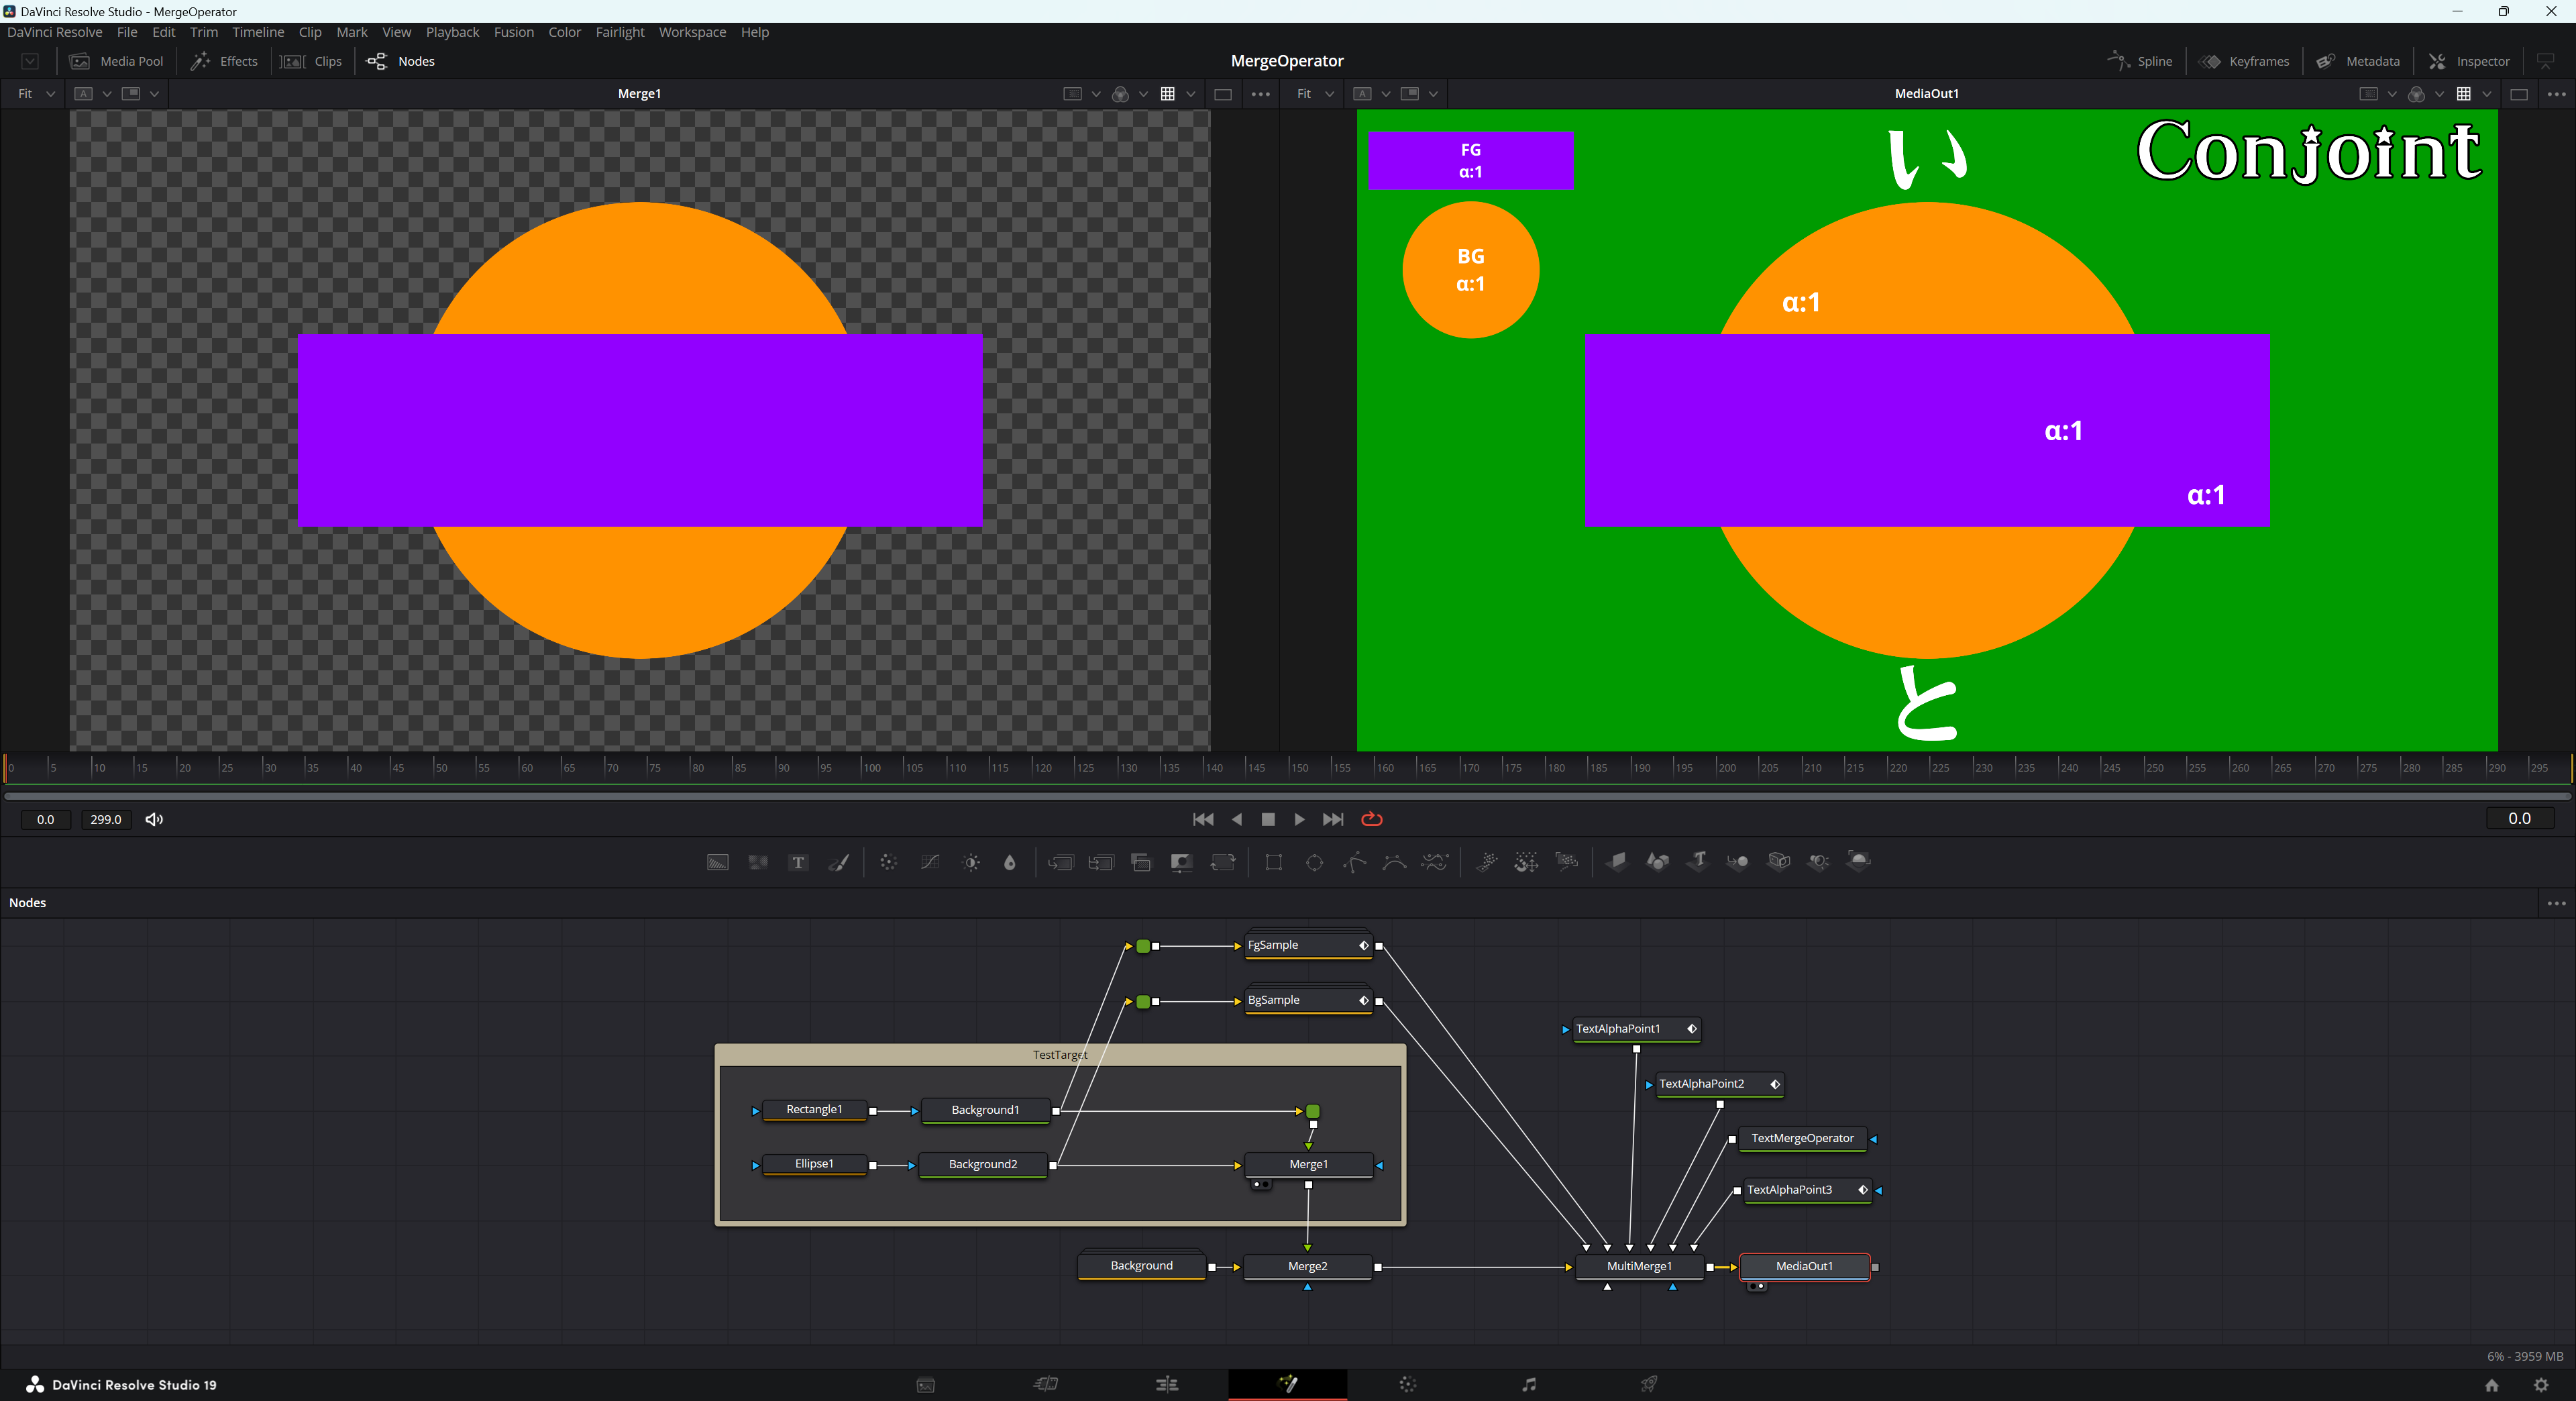 DaVinci Resolve Studio - MergeOperator
DaVinci Resolve File Edit Trim Timeline Clip Mark View Playback Fusion Color Fairlight Workspace Help
Media Pool Effects Clips Nodes MergeOperator Spline Keyframes Metadata Inspector
Fit A Merge1 Fit A MediaOut1
FG
α:1
BG
α:1
い
Conjoint
α:1
α:1
α:1
と
0 5 10 15 20 25 30 35 40 45 50 55 60 65 70 75 80 85 90 95 100 105 110 115 120 125 130 135 140 145 150 155 160 165 170 175 180 185 190 195 200 205 210 215 220 225 230 235 240 245 250 255 260 265 270 275 280 285 290 295
0.0 299.0 0.0
Nodes
FgSample
BgSample
TextAlphaPoint1
TestTarget
TextAlphaPoint2
Rectangle1 Background1
TextMergeOperator
Ellipse1 Background2 Merge1
TextAlphaPoint3
Background Merge2 MultiMerge1 MediaOut1
6% - 3959 MB
DaVinci Resolve Studio 19